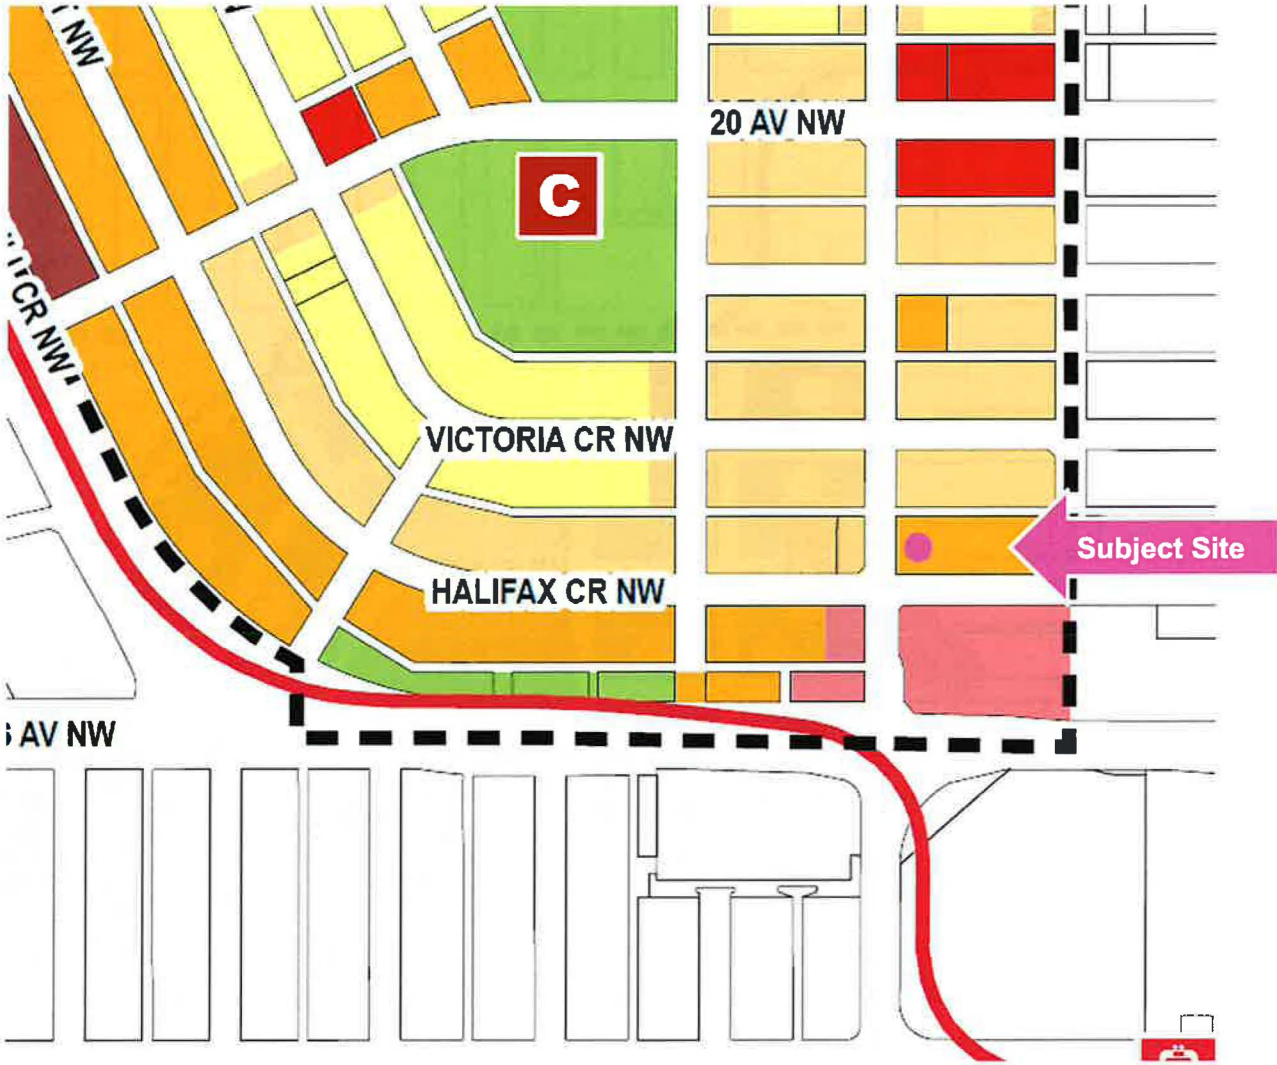 NW
20 AV NW
C
CR NW
VICTORIA CR NW
Subject Site
HALIFAX CR NW
AV NW